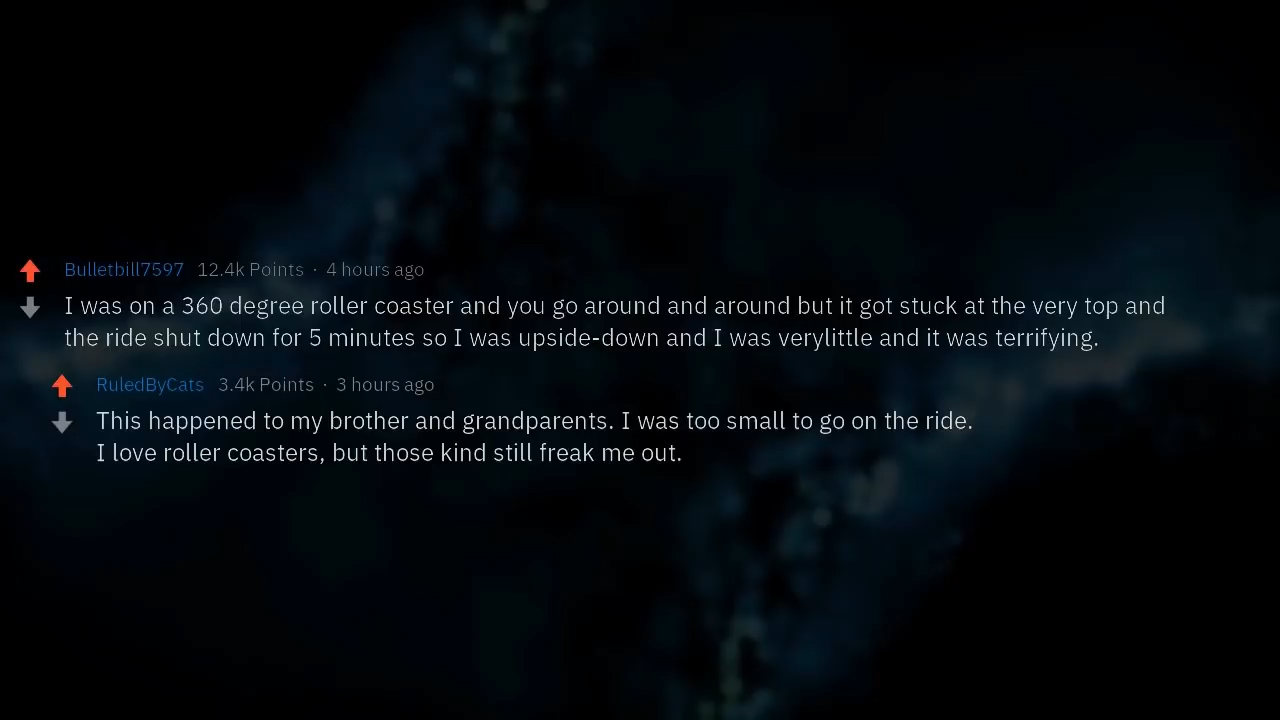 Bulletbill7597 12.4k Points · 4 hours ago
I was on a 360 degree roller coaster and you go around and around but it got stuck at the very top and
the ride shut down for 5 minutes so I was upside-down and I was verylittle and it was terrifying.
RuledByCats 3.4k Points · 3 hours ago
This happened to my brother and grandparents. I was too small to go on the ride.
I love roller coasters, but those kind still freak me out.